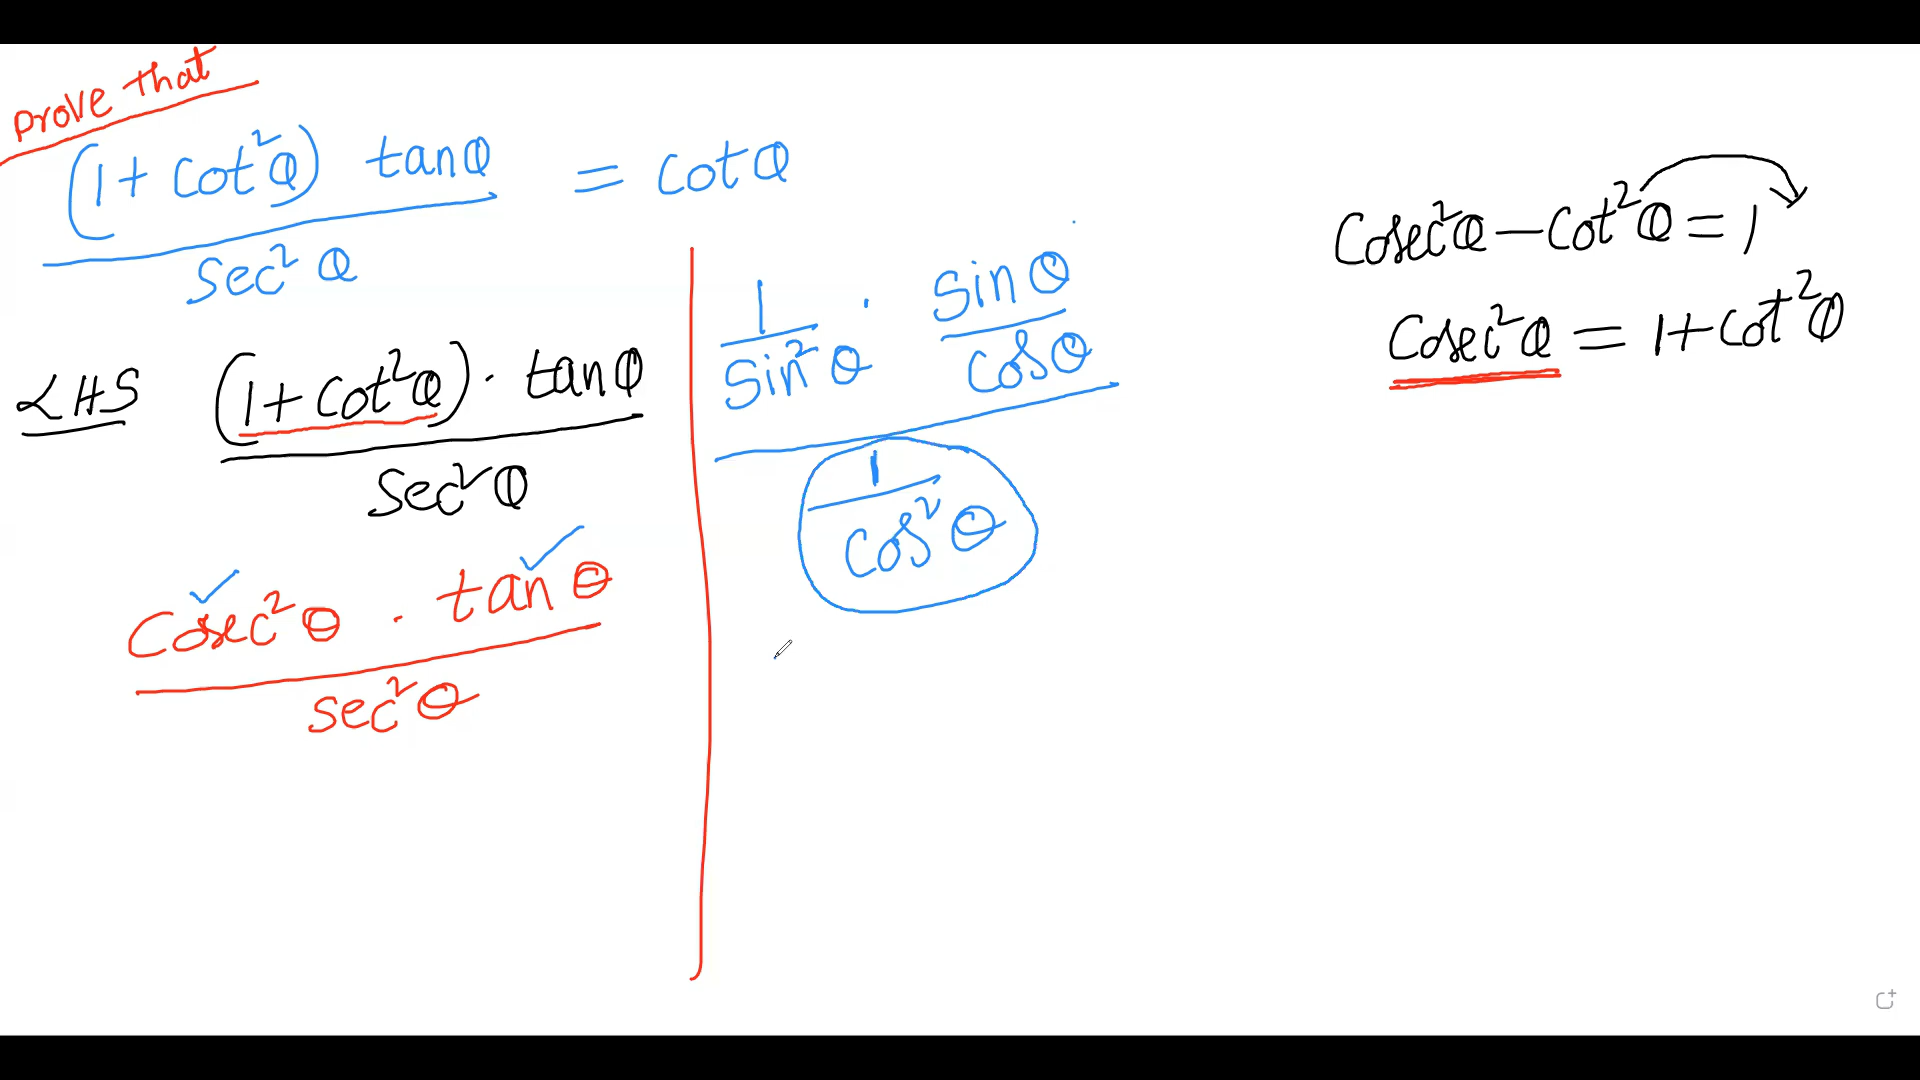 Prove that
(1 + cot²θ) tanθ
= cotθ
sec²θ
LHS
(1 + cot²θ) · tanθ
sec²θ
cosec²θ · tanθ
sec²θ
1 · sinθ
sin²θ cosθ
1
cos²θ
cosec²θ – cot²θ = 1
cosec²θ = 1 + cot²θ